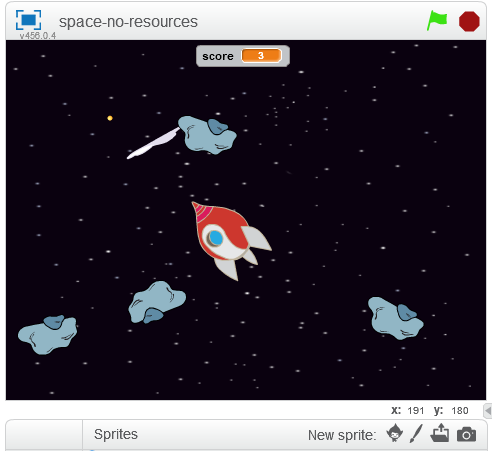 space-no-resources
v456.0.4
score 3
x: 191 y: 180
Sprites New sprite: